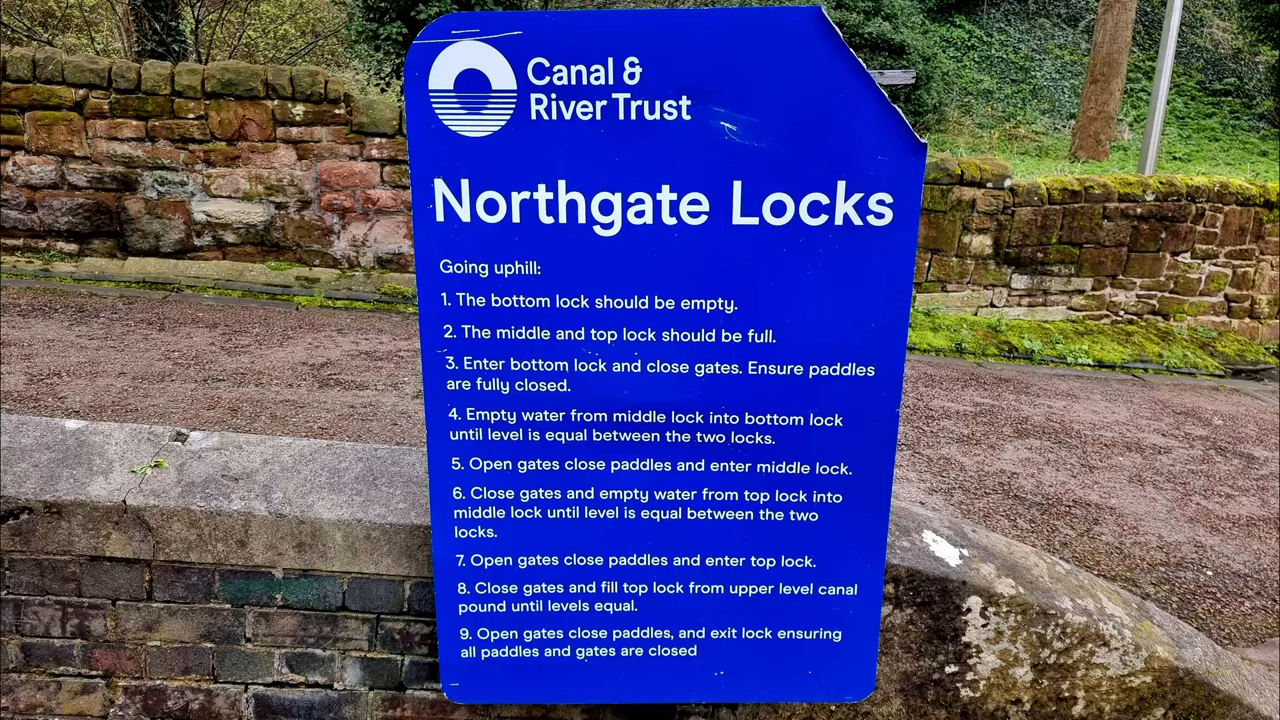 Canal &
River Trust
Northgate Locks
Going uphill:
1. The bottom lock should be empty.
2. The middle and top lock should be full.
3. Enter bottom lock and close gates. Ensure paddles
are fully closed.
4. Empty water from middle lock into bottom lock
until level is equal between the two locks.
5. Open gates close paddles and enter middle lock.
6. Close gates and empty water from top lock into
middle lock until level is equal between the two
locks.
7. Open gates close paddles and enter top lock.
8. Close gates and fill top lock from upper level canal
pound until levels equal.
9. Open gates close paddles, and exit lock ensuring
all paddles and gates are closed